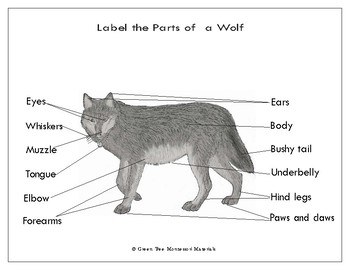 Label the Parts of a Wolf
Eyes
Whiskers
Muzzle
Tongue
Elbow
Forearms
Ears
Body
Bushy tail
Underbelly
Hind legs
Paws and claws
© Green Tree Montessori Materials